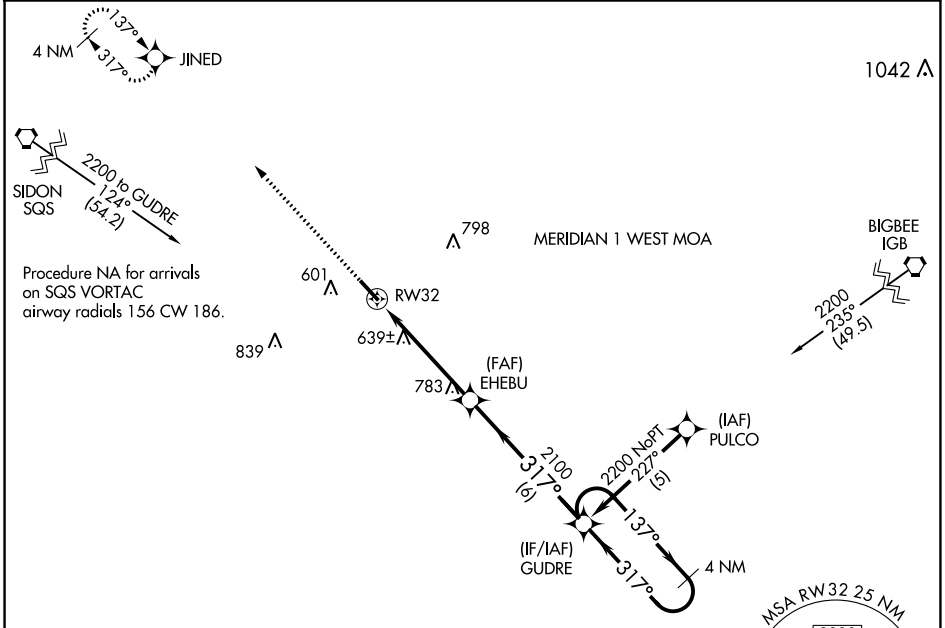 137°
4 NM
317°
JINED
1042
SIDON
SQS
2200 to GUDRE
124°
(54.2)
798
MERIDIAN 1 WEST MOA
BIGBEE
IGB
2200
235°
(49.5)
Procedure NA for arrivals
on SQS VORTAC
airway radials 156 CW 186.
601
RW32
839
639±
(FAF)
EHEBU
783
(IAF)
PULCO
2200 NoPT
227°
(5)
2100
317°
(6)
137°
(IF/IAF)
GUDRE
317°
4 NM
MSA RW32 25 NM